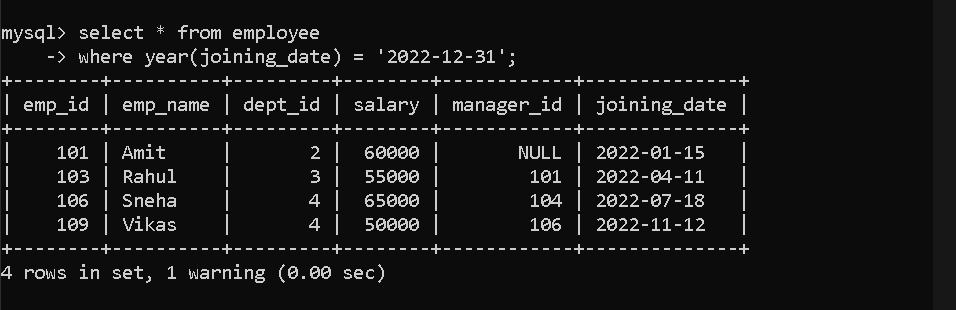 mysql> select * from employee
    -> where year(joining_date) = '2022-12-31';
+--------+----------+---------+--------+------------+--------------+
| emp_id | emp_name | dept_id | salary | manager_id | joining_date |
+--------+----------+---------+--------+------------+--------------+
|    101 | Amit     |       2 |  60000 |       NULL | 2022-01-15   |
|    103 | Rahul    |       3 |  55000 |        101 | 2022-04-11   |
|    106 | Sneha    |       4 |  65000 |        104 | 2022-07-18   |
|    109 | Vikas    |       4 |  50000 |        106 | 2022-11-12   |
+--------+----------+---------+--------+------------+--------------+
4 rows in set, 1 warning (0.00 sec)